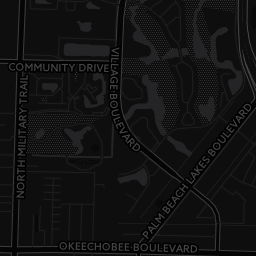 COMMUNITY DRIVE
VILLAGE BOULEVARD
NORTH MILITARY TRAIL
PALM BEACH LAKES BOULEVARD
OKEECHOBEE BOULEVARD